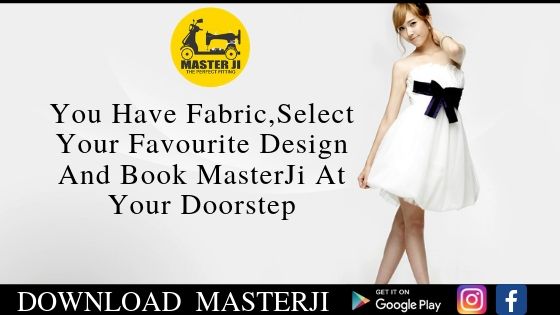 MASTER JI
THE PERFECT FITTING
You Have Fabric,Select
Your Favourite Design
And Book MasterJi At
Your Doorstep
DOWNLOAD MASTERJI
GET IT ON
Google Play